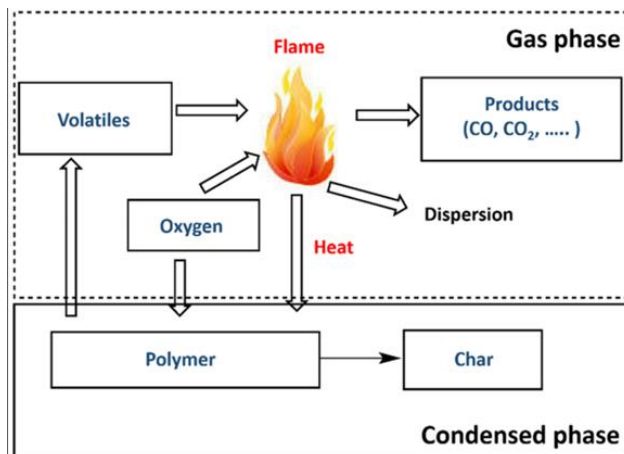 Flame
Gas phase
Volatiles
Products
(CO, CO₂, ..... )
Oxygen
Dispersion
Heat
Polymer
Char
Condensed phase